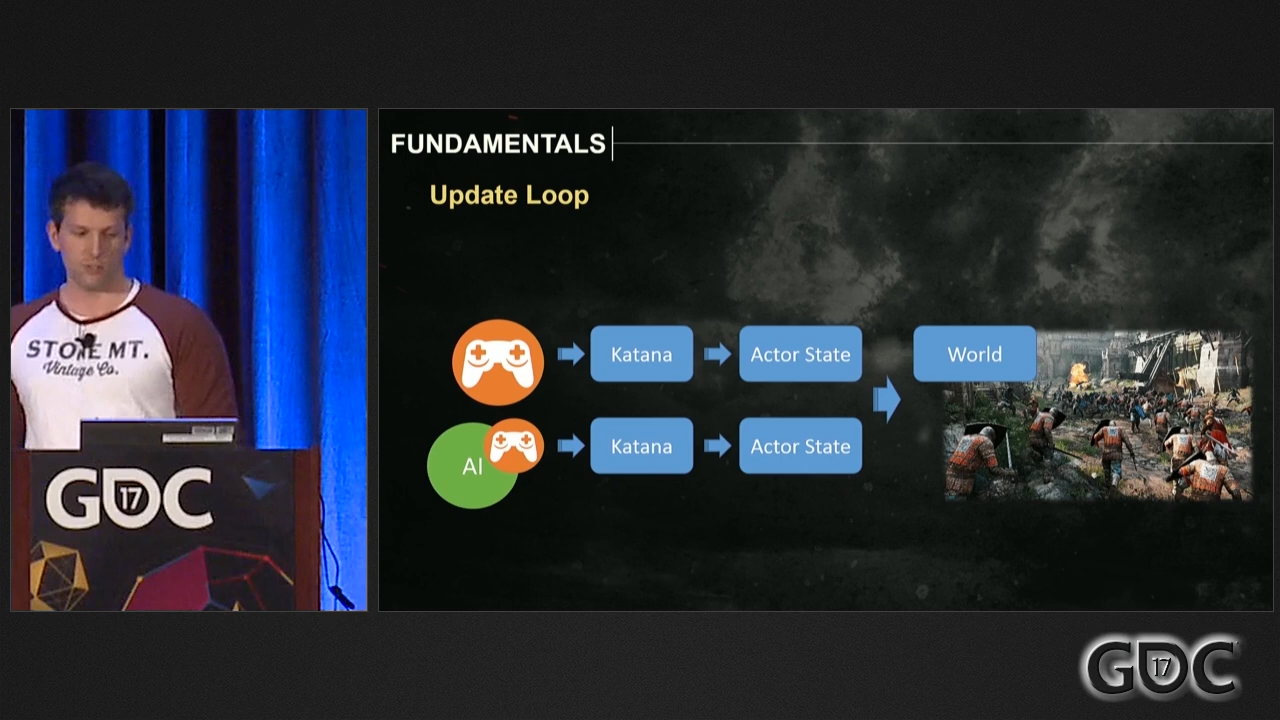 STONE MT.
Vintage Co.
GDC
17
FUNDAMENTALS
Update Loop
Katana
Actor State
World
AI
Katana
Actor State
GDC
17